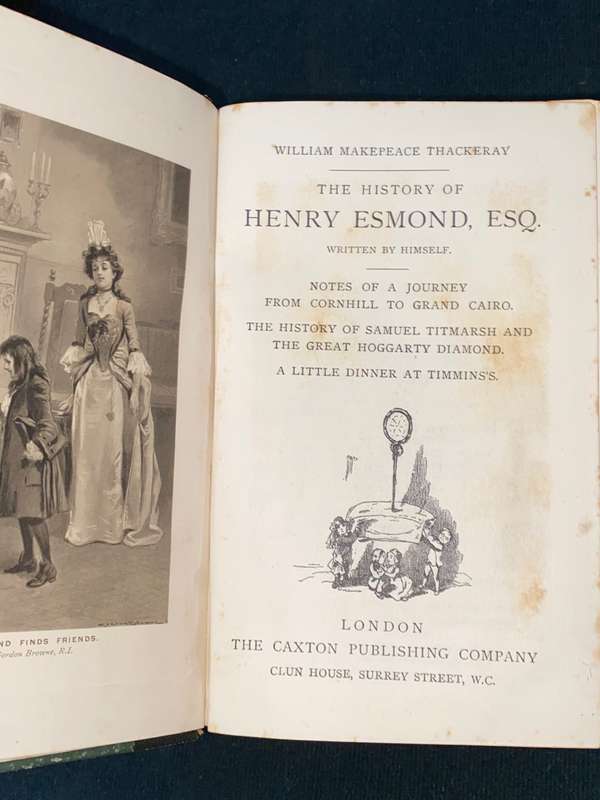 ND FINDS FRIENDS.
Gordon Browne, R.I.
WILLIAM MAKEPEACE THACKERAY
THE HISTORY OF
HENRY ESMOND, ESQ.
WRITTEN BY HIMSELF.
NOTES OF A JOURNEY
FROM CORNHILL TO GRAND CAIRO.
THE HISTORY OF SAMUEL TITMARSH AND
THE GREAT HOGGARTY DIAMOND.
A LITTLE DINNER AT TIMMINS'S.
LONDON
THE CAXTON PUBLISHING COMPANY
CLUN HOUSE, SURREY STREET, W.C.